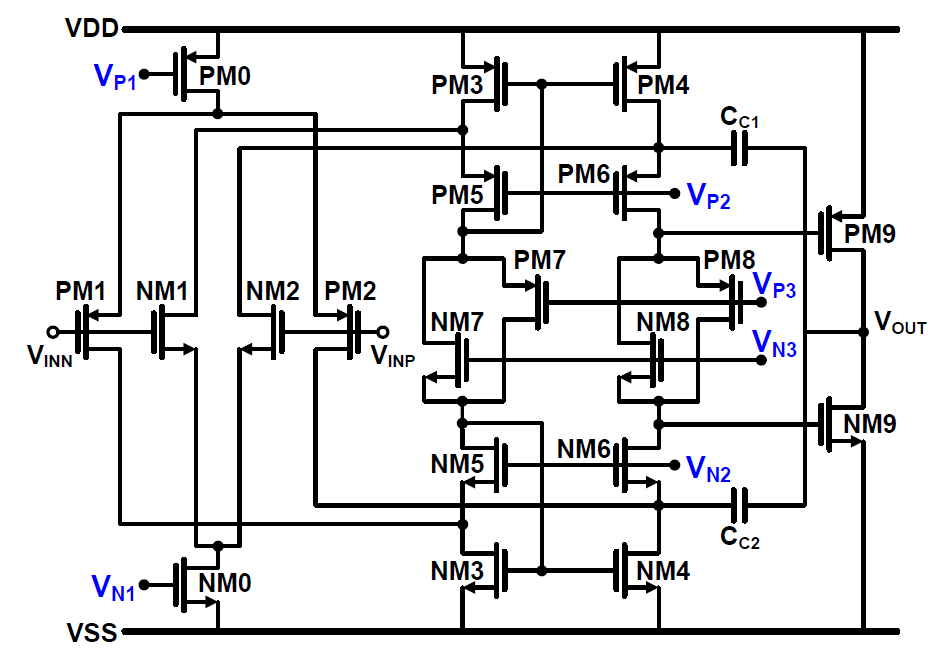 VDD
VP1
PM0
PM3
PM4
CC1
PM5
PM6
VP2
PM9
PM7
PM8
VP3
PM1
NM1
NM2
PM2
NM7
NM8
VOUT
VINN
VINP
VN3
NM9
NM5
NM6
VN2
CC2
NM3
NM4
VN1
NM0
VSS